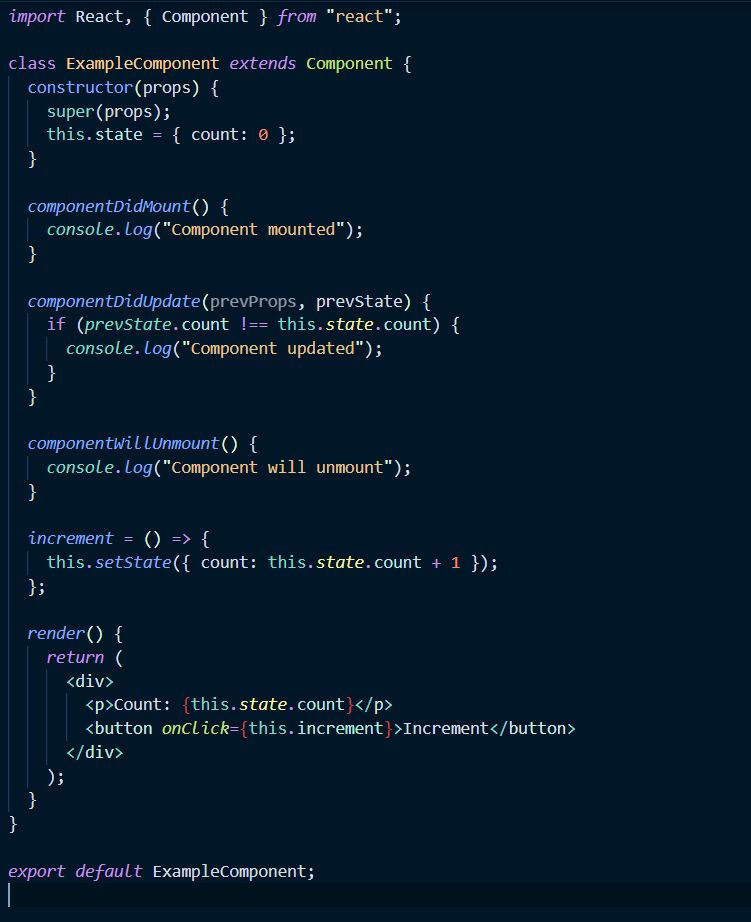 import React, { Component } from "react";
class ExampleComponent extends Component {
  constructor(props) {
    super(props);
    this.state = { count: 0 };
  }
  componentDidMount() {
    console.log("Component mounted");
  }
  componentDidUpdate(prevProps, prevState) {
    if (prevState.count !== this.state.count) {
      console.log("Component updated");
    }
  }
  componentWillUnmount() {
    console.log("Component will unmount");
  }
  increment = () => {
    this.setState({ count: this.state.count + 1 });
  };
  render() {
    return (
      <div>
        <p>Count: {this.state.count}</p>
        <button onClick={this.increment}>Increment</button>
      </div>
    );
  }
}
export default ExampleComponent;